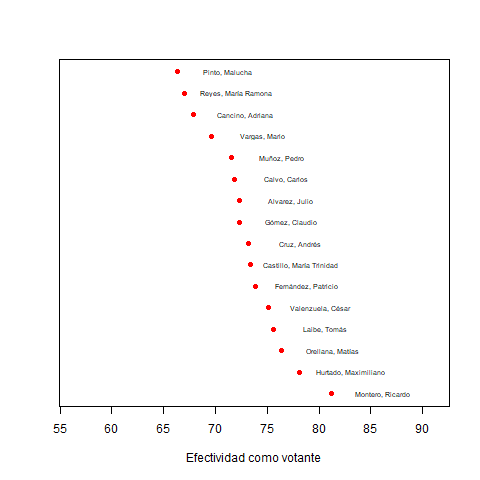 Pinto, Malucha
Reyes, María Ramona
Cancino, Adriana
Vargas, Mario
Muñoz, Pedro
Calvo, Carlos
Alvarez, Julio
Gómez, Claudio
Cruz, Andrés
Castillo, María Trinidad
Fernández, Patricio
Valenzuela, César
Laibe, Tomás
Orellana, Matías
Hurtado, Maximiliano
Montero, Ricardo
55 60 65 70 75 80 85 90
Efectividad como votante